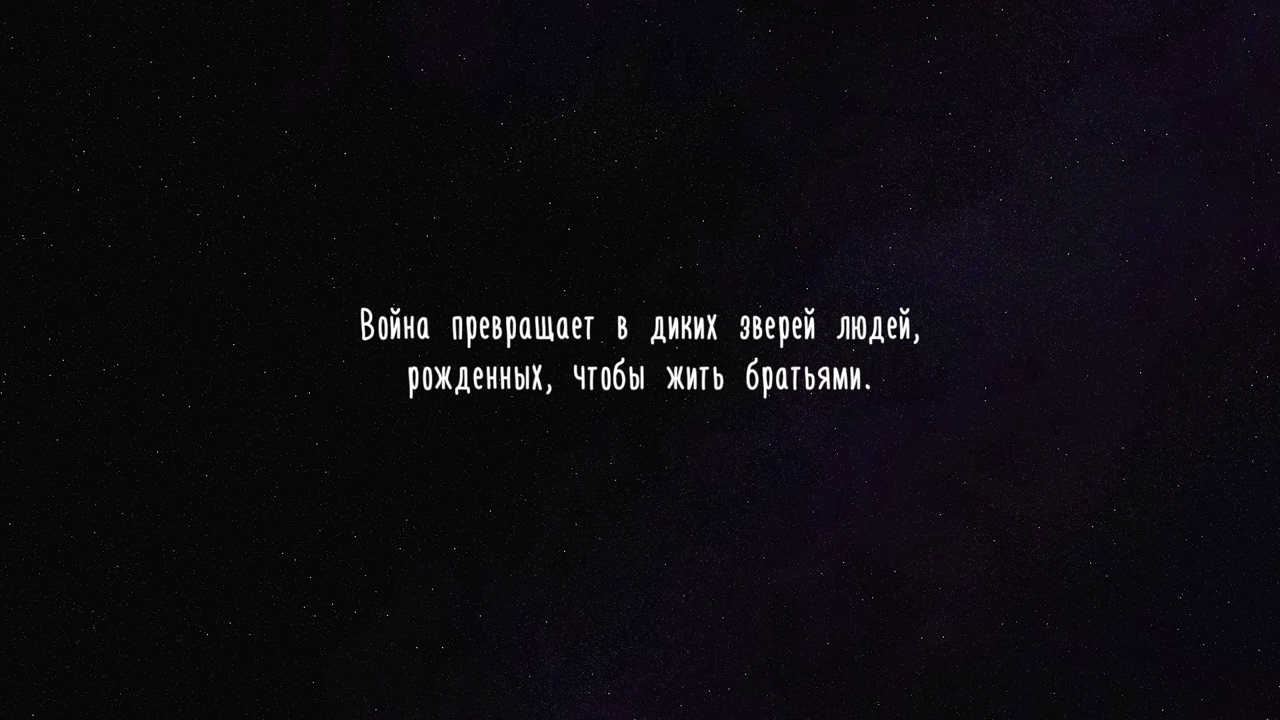 Война превращает в диких зверей людей,
рожденных, чтобы жить братьями.